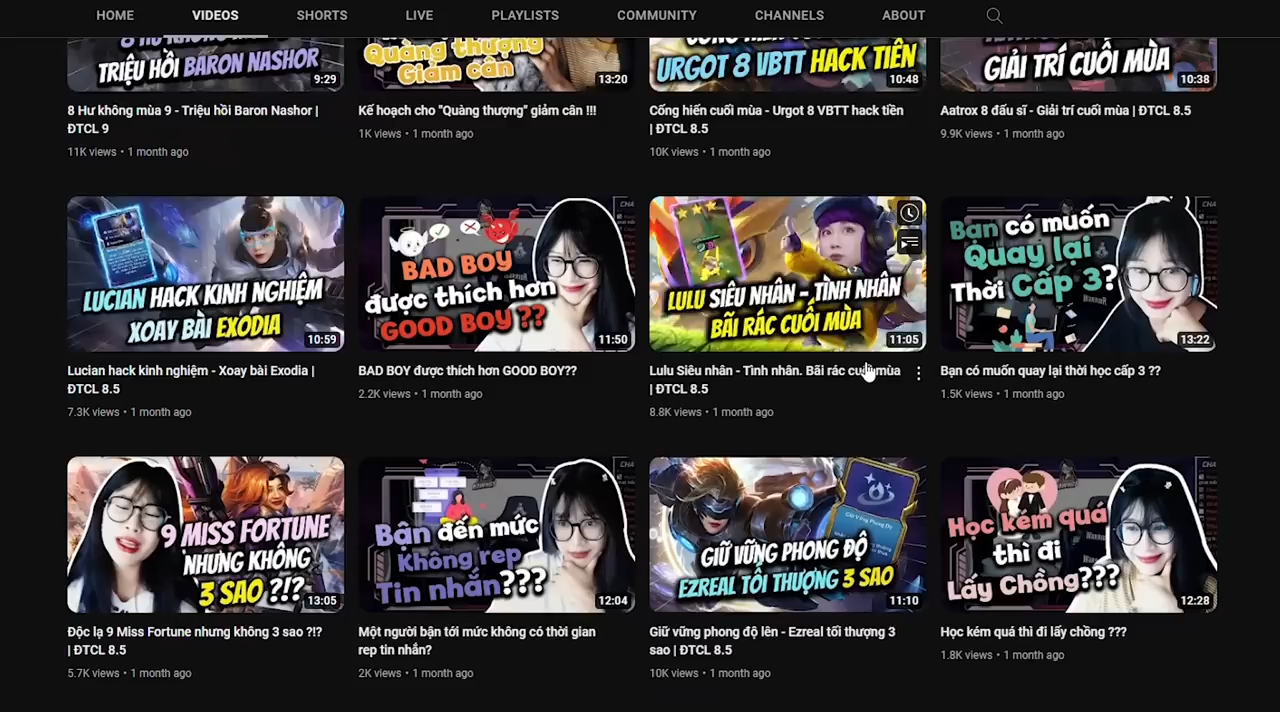 HOME VIDEOS SHORTS LIVE PLAYLISTS COMMUNITY CHANNELS ABOUT
TRIỆU HỒI BARON NASHOR
9:29
Quàng thượng
Giảm cân
13:20
URGOT 8 VBTT HACK TIỀN
10:48
GIẢI TRÍ CUỐI MÙA
10:38
8 Hư không mùa 9 - Triệu hồi Baron Nashor |
ĐTCL 9
11K views • 1 month ago
Kế hoạch cho "Quàng thượng" giảm cân !!!
1K views • 1 month ago
Cống hiến cuối mùa - Urgot 8 VBTT hack tiền
| ĐTCL 8.5
10K views • 1 month ago
Aatrox 8 đấu sĩ - Giải trí cuối mùa | ĐTCL 8.5
9.9K views • 1 month ago
LUCIAN HACK KINH NGHIỆM
XOAY BÀI EXODIA
10:59
BAD BOY
được thích hơn
GOOD BOY ??
11:50
LULU SIÊU NHÂN - TÌNH NHÂN
BÃI RÁC CUỐI MÙA
11:05
Bạn có muốn
Quay lại
Thời Cấp 3?
13:22
Lucian hack kinh nghiệm - Xoay bài Exodia |
ĐTCL 8.5
7.3K views • 1 month ago
BAD BOY được thích hơn GOOD BOY??
2.2K views • 1 month ago
Lulu Siêu nhân - Tình nhân. Bãi rác cuối mùa
| ĐTCL 8.5
8.8K views • 1 month ago
Bạn có muốn quay lại thời học cấp 3 ??
1.5K views • 1 month ago
9 MISS FORTUNE
NHƯNG KHÔNG
3 SAO ?!?
13:05
Bận đến mức
Không rep
Tin nhắn???
12:04
GIỮ VỮNG PHONG ĐỘ
EZREAL TỐI THƯỢNG 3 SAO
11:10
Học kém quá
thì đi
Lấy Chồng???
12:28
Độc lạ 9 Miss Fortune nhưng không 3 sao ?!?
| ĐTCL 8.5
5.7K views • 1 month ago
Một người bận tới mức không có thời gian
rep tin nhắn?
2K views • 1 month ago
Giữ vững phong độ lên - Ezreal tối thượng 3
sao | ĐTCL 8.5
10K views • 1 month ago
Học kém quá thì đi lấy chồng ???
1.8K views • 1 month ago